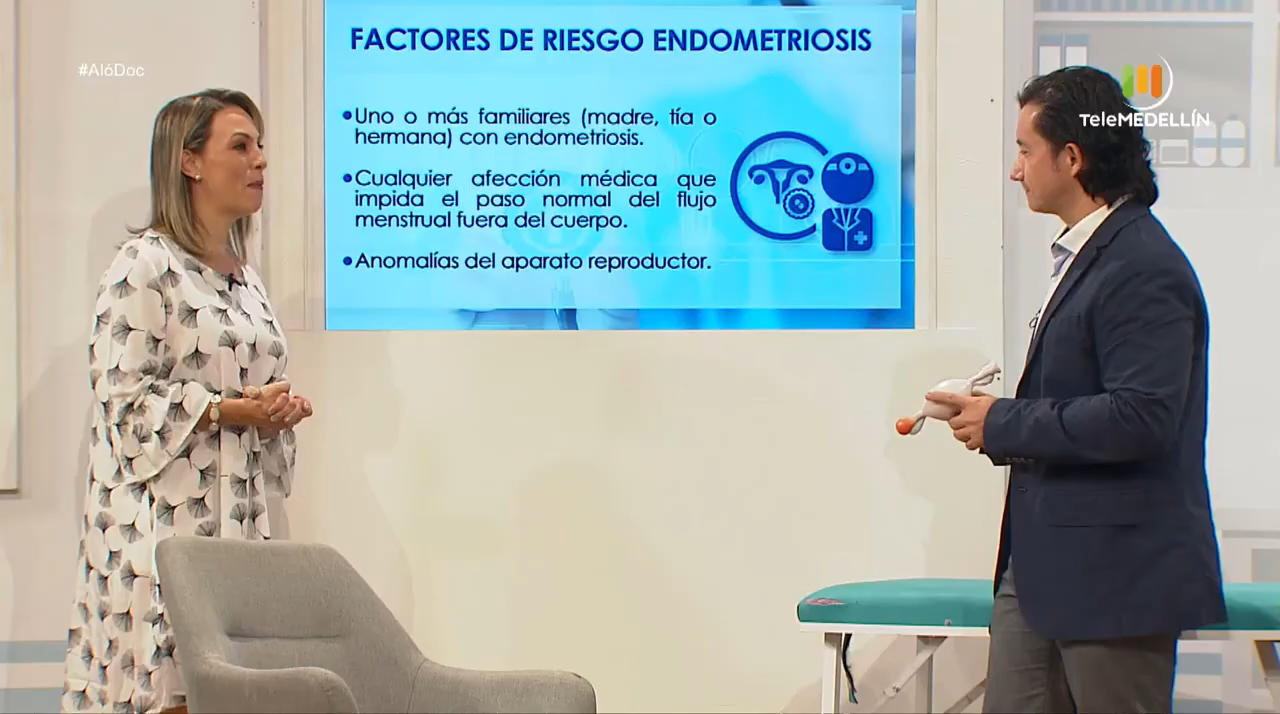 FACTORES DE RIESGO ENDOMETRIOSIS
#AlóDoc
TeleMEDELLÍN
•Uno o más familiares (madre, tía o
hermana) con endometriosis.
•Cualquier afección médica que
impida el paso normal del flujo
menstrual fuera del cuerpo.
•Anomalías del aparato reproductor.